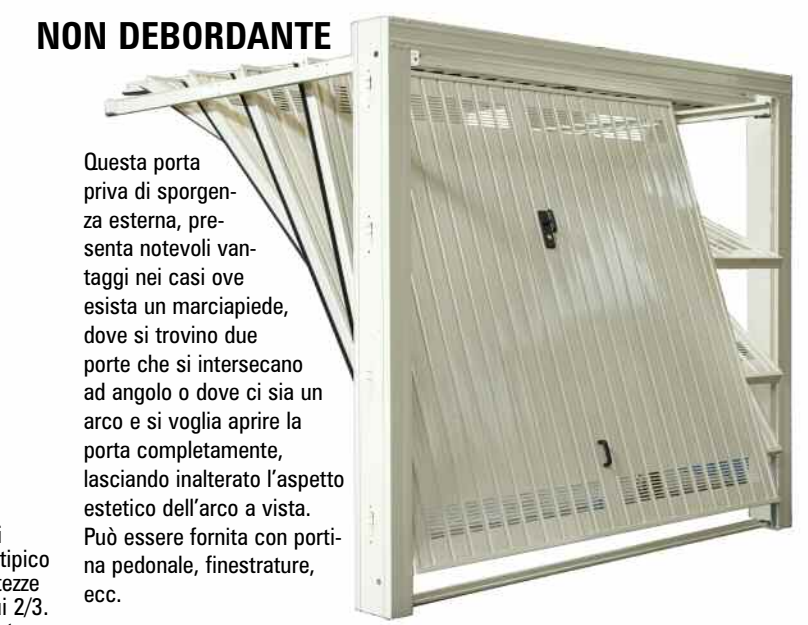 NON DEBORDANTE
Questa porta
priva di sporgen-
za esterna, pre-
senta notevoli van-
taggi nei casi ove
esista un marciapiede,
dove si trovino due
porte che si intersecano
ad angolo o dove ci sia un
arco e si voglia aprire la
porta completamente,
lasciando inalterato l'aspetto
estetico dell'arco a vista.
Può essere fornita con porti-
na pedonale, finestrature,
ecc.
tipico
2/3.